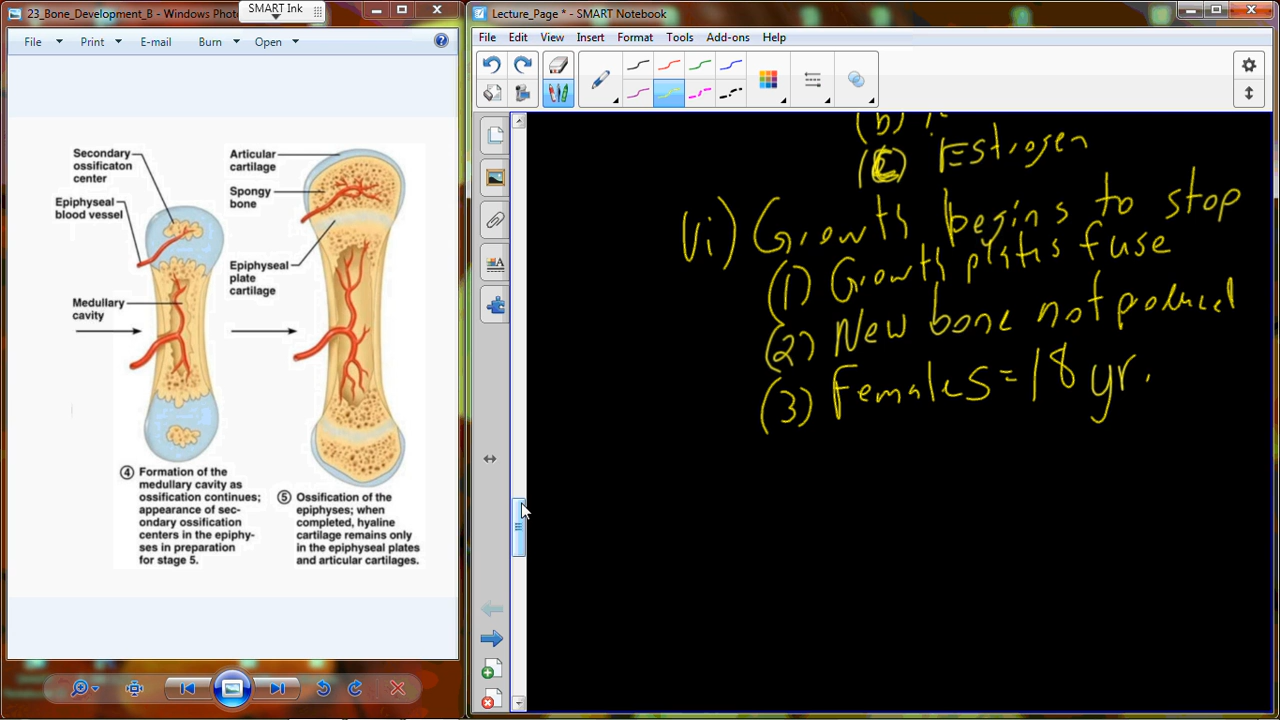 23_Bone_Development_B - Windows Phot
SMART Ink
File Print E-mail Burn Open
Secondary
ossificaton
center
Epiphyseal
blood vessel
Medullary
cavity
Articular
cartilage
Spongy
bone
Epiphyseal
plate
cartilage
④ Formation of the
medullary cavity as
ossification continues;
appearance of sec-
ondary ossification
centers in the epiphy-
ses in preparation
for stage 5.
⑤ Ossification of the
epiphyses; when
completed, hyaline
cartilage remains only
in the epiphyseal plates
and articular cartilages.
Lecture_Page * - SMART Notebook
File Edit View Insert Format Tools Add-ons Help
(b)
(c) Estrogen
vi) Growth begins to stop
(1) Growth plates fuse
(2) New bone not produced
(3) Females = 18 yr.